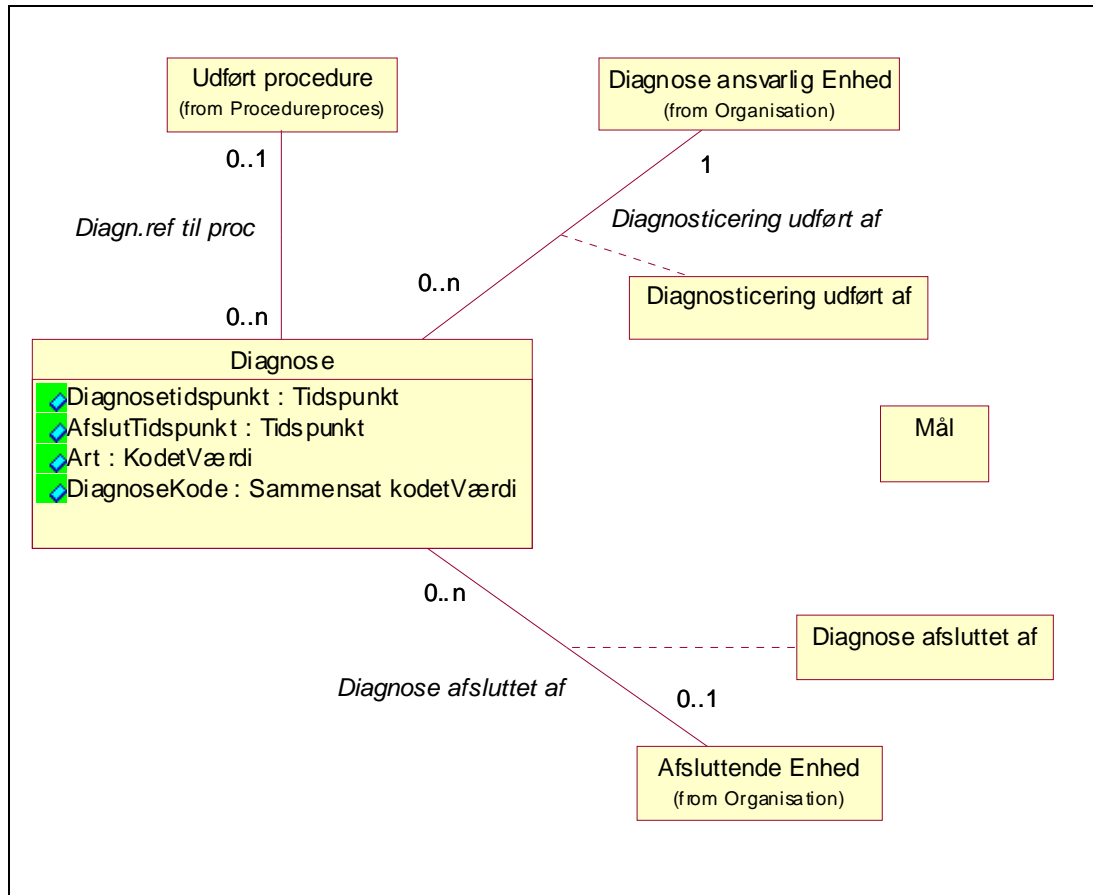 Udført procedure
(from Procedureproces)
Diagnose ansvarlig Enhed
(from Organisation)
0..1
1
Diagn.ref til proc
Diagnosticering udført af
0..n
Diagnosticering udført af
0..n
Diagnose
Diagnosetidspunkt : Tidspunkt
AfslutTidspunkt : Tidspunkt
Art : KodetVærdi
DiagnoseKode : Sammensat kodetVærdi
Mål
0..n
Diagnose afsluttet af
Diagnose afsluttet af
0..1
Afsluttende Enhed
(from Organisation)